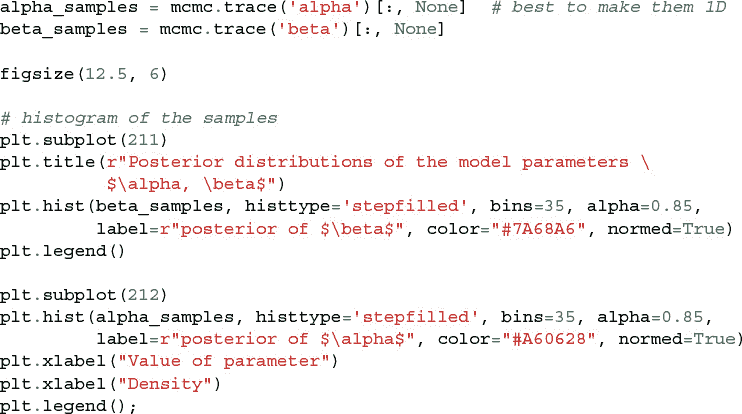 alpha_samples = mcmc.trace('alpha')[:, None]  # best to make them 1D
beta_samples = mcmc.trace('beta')[:, None]

figsize(12.5, 6)

# histogram of the samples
plt.subplot(211)
plt.title(r"Posterior distributions of the model parameters \
          $\alpha, \beta$")
plt.hist(beta_samples, histtype='stepfilled', bins=35, alpha=0.85,
         label=r"posterior of $\beta$", color="#7A68A6", normed=True)
plt.legend()

plt.subplot(212)
plt.hist(alpha_samples, histtype='stepfilled', bins=35, alpha=0.85,
         label=r"posterior of $\alpha$", color="#A60628", normed=True)
plt.xlabel("Value of parameter")
plt.xlabel("Density")
plt.legend();